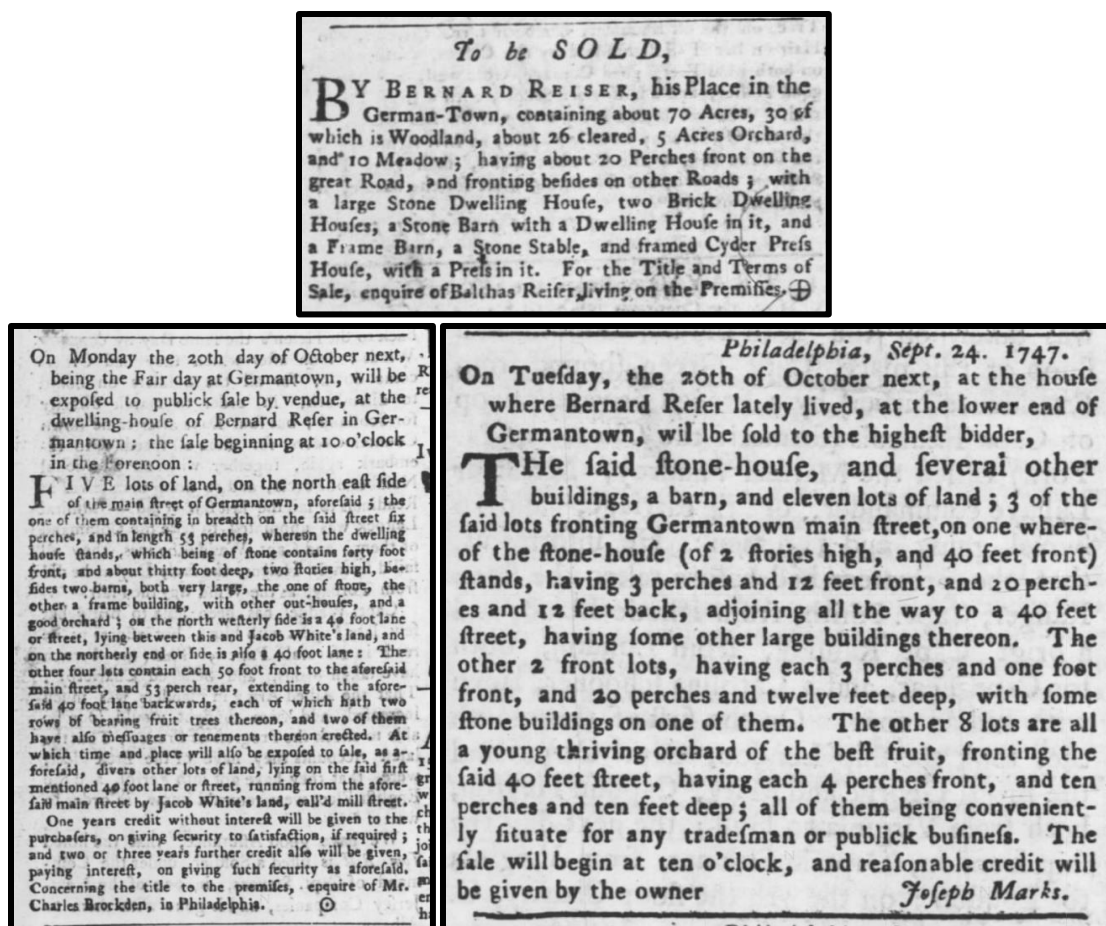 To be SOLD,
BY BERNARD REISER, his Place in the
German-Town, containing about 70 Acres, 30 of
which is Woodland, about 26 cleared, 5 Acres Orchard,
and 10 Meadow; having about 20 Perches front on the
great Road, and fronting beſides on other Roads; with
a large Stone Dwelling Houſe, two Brick Dwelling
Houſes, a Stone Barn with a Dwelling Houſe in it, and
a Frame Barn, a Stone Stable, and framed Cyder Preſs
Houſe, with a Preſs in it. For the Title and Terms of
Sale, enquire of Balthas Reiſer, living on the Premiſſes.
On Monday the 20th day of October next,
being the Fair day at Germantown, will be
expoſed to publick ſale by vendue, at the
dwelling-houſe of Bernard Reſer in Ger-
mantown: the ſale beginning at 10 o'clock
in the Forenoon:
FIVE lots of land, on the north eaſt ſide
of the main ſtreet of Germantown, aforeſaid; the
one of them containing in breadth on the ſaid ſtreet ſix
perches, and in length 53 perches, whereon the dwelling
houſe ſtands, which being of ſtone contains forty foot
front, and about thirty foot deep, two ſtories high, be-
ſides two barns, both very large, the one of ſtone, the
other a frame building, with other out-houſes, and a
good orchard; on the north weſterly ſide is a 40 foot lane
or ſtreet, lying between this and Jacob White's land, and
on the northerly end or ſide is alſo a 40 foot lane: The
other four lots contain each 50 foot front to the aforeſaid
main ſtreet, and 53 perch rear, extending to the afore-
ſaid 40 foot lane backwards, each of which hath two
rows of bearing fruit trees thereon, and two of them
have alſo meſſuages or tenements thereon erected. At
which time and place will alſo be expoſed to ſale, as a-
foreſaid, divers other lots of land, lying on the ſaid firſt
mentioned 40 foot lane or ſtreet, running from the afore-
ſaid main ſtreet by Jacob White's land, call'd mill ſtreet.
One years credit without intereſt will be given to the
purchaſers, on giving ſecurity to ſatisfaction, if required;
and two or three years further credit alſo will be given,
paying intereſt, on giving ſuch ſecurity as aforeſaid.
Concerning the title to the premiſes, enquire of Mr.
Charles Brockden, in Philadelphia.
Philadelphia, Sept. 24. 1747.
On Tueſday, the 20th of October next, at the houſe
where Bernard Reſer lately lived, at the lower end of
Germantown, wil lbe ſold to the higheſt bidder,
THe ſaid ſtone-houſe, and ſeveral other
buildings, a barn, and eleven lots of land; 3 of the
ſaid lots fronting Germantown main ſtreet, on one where-
of the ſtone-houſe (of 2 ſtories high, and 40 feet front)
ſtands, having 3 perches and 12 feet front, and 20 perch-
es and 12 feet back, adjoining all the way to a 40 feet
ſtreet, having ſome other large buildings thereon. The
other 2 front lots, having each 3 perches and one foot
front, and 20 perches and twelve feet deep, with ſome
ſtone buildings on one of them. The other 8 lots are all
a young thriving orchard of the beſt fruit, fronting the
ſaid 40 feet ſtreet, having each 4 perches front, and ten
perches and ten feet deep; all of them being convenient-
ly ſituate for any tradeſman or publick buſineſs. The
ſale will begin at ten o'clock, and reaſonable credit will
be given by the owner Joſeph Marks.